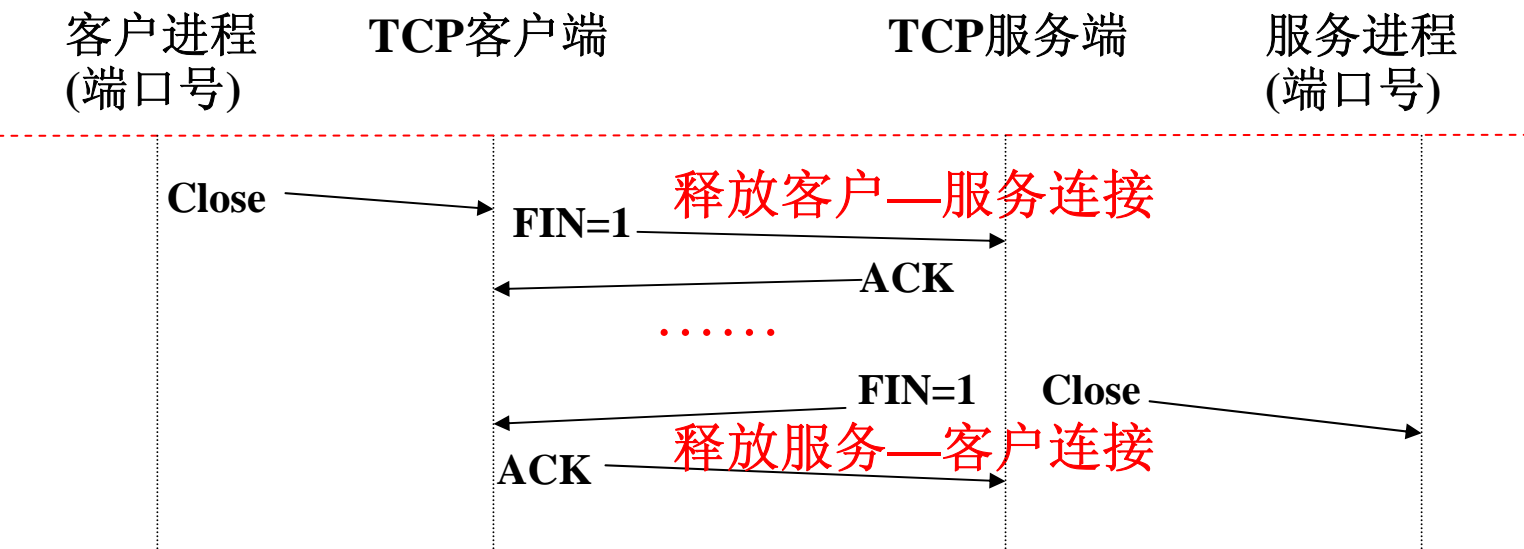 客户进程
(端口号)
TCP客户端
TCP服务端
服务进程
(端口号)
Close
释放客户—服务连接
FIN=1
ACK
······
FIN=1
Close
释放服务—客户连接
ACK